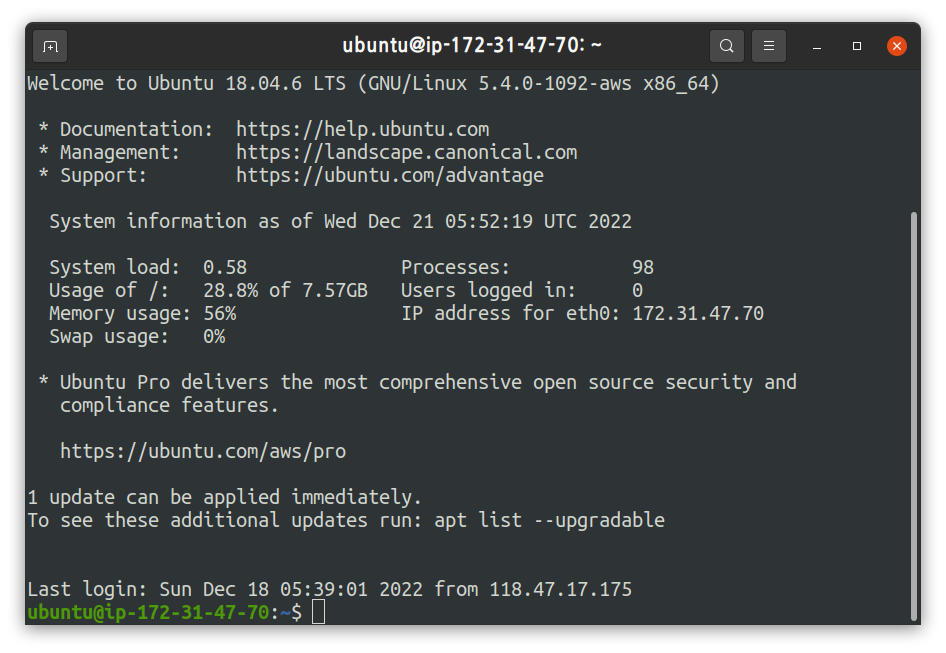 ubuntu@ip-172-31-47-70: ~
Welcome to Ubuntu 18.04.6 LTS (GNU/Linux 5.4.0-1092-aws x86_64)
* Documentation:  https://help.ubuntu.com
* Management:     https://landscape.canonical.com
* Support:        https://ubuntu.com/advantage
System information as of Wed Dec 21 05:52:19 UTC 2022
System load:  0.58              Processes:           98
Usage of /:   28.8% of 7.57GB   Users logged in:     0
Memory usage: 56%               IP address for eth0: 172.31.47.70
Swap usage:   0%
* Ubuntu Pro delivers the most comprehensive open source security and
compliance features.
https://ubuntu.com/aws/pro
1 update can be applied immediately.
To see these additional updates run: apt list --upgradable
Last login: Sun Dec 18 05:39:01 2022 from 118.47.17.175
ubuntu@ip-172-31-47-70:~$